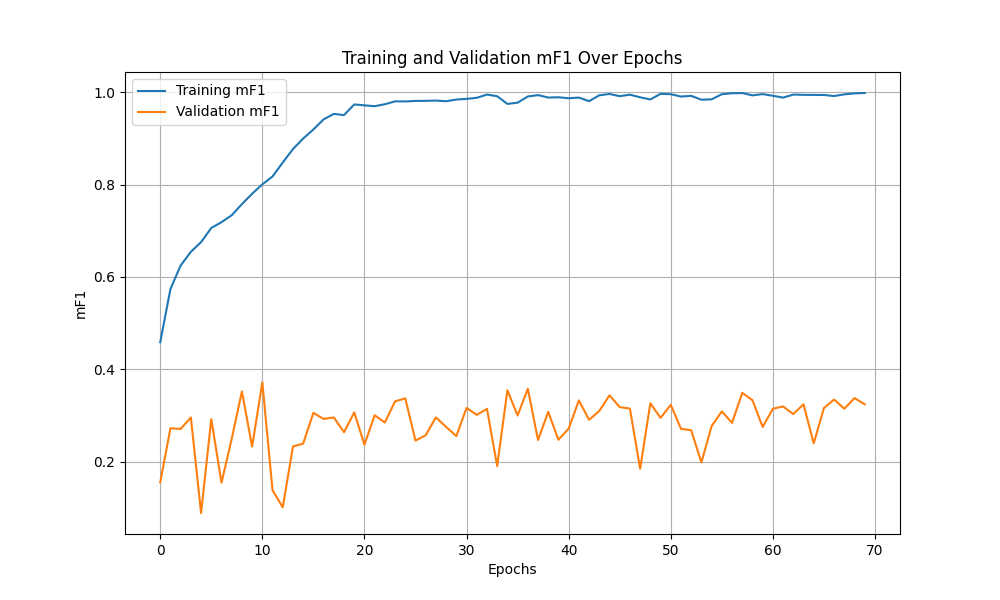 Training and Validation mF1 Over Epochs
Training mF1
Validation mF1
mF1
1.0
0.8
0.6
0.4
0.2
0 10 20 30 40 50 60 70
Epochs